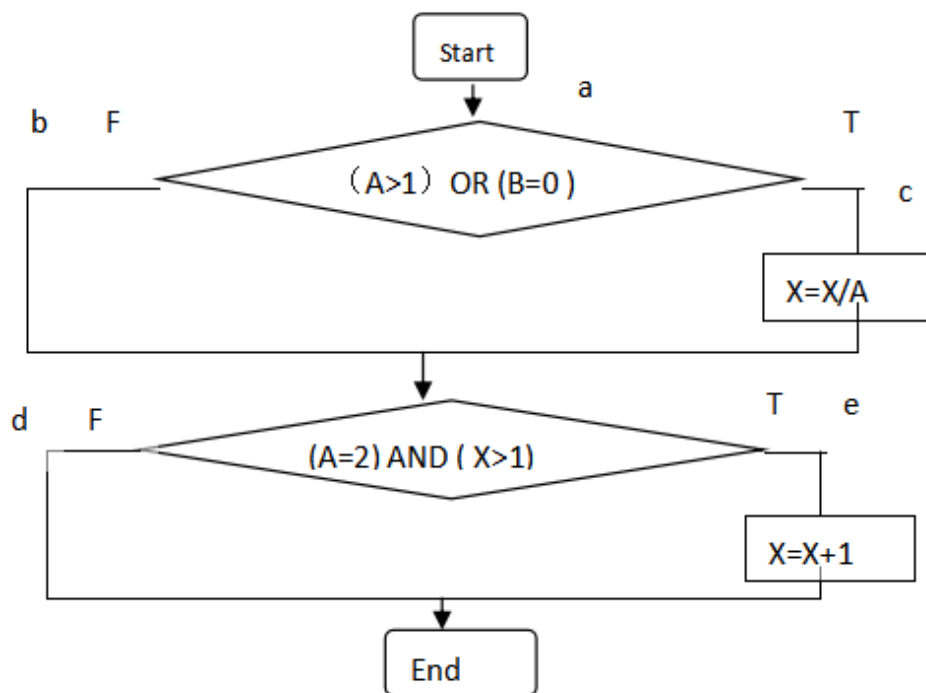 Start
a
b F T
（A>1）OR (B=0 )
c
X=X/A
d F T e
(A=2) AND ( X>1)
X=X+1
End